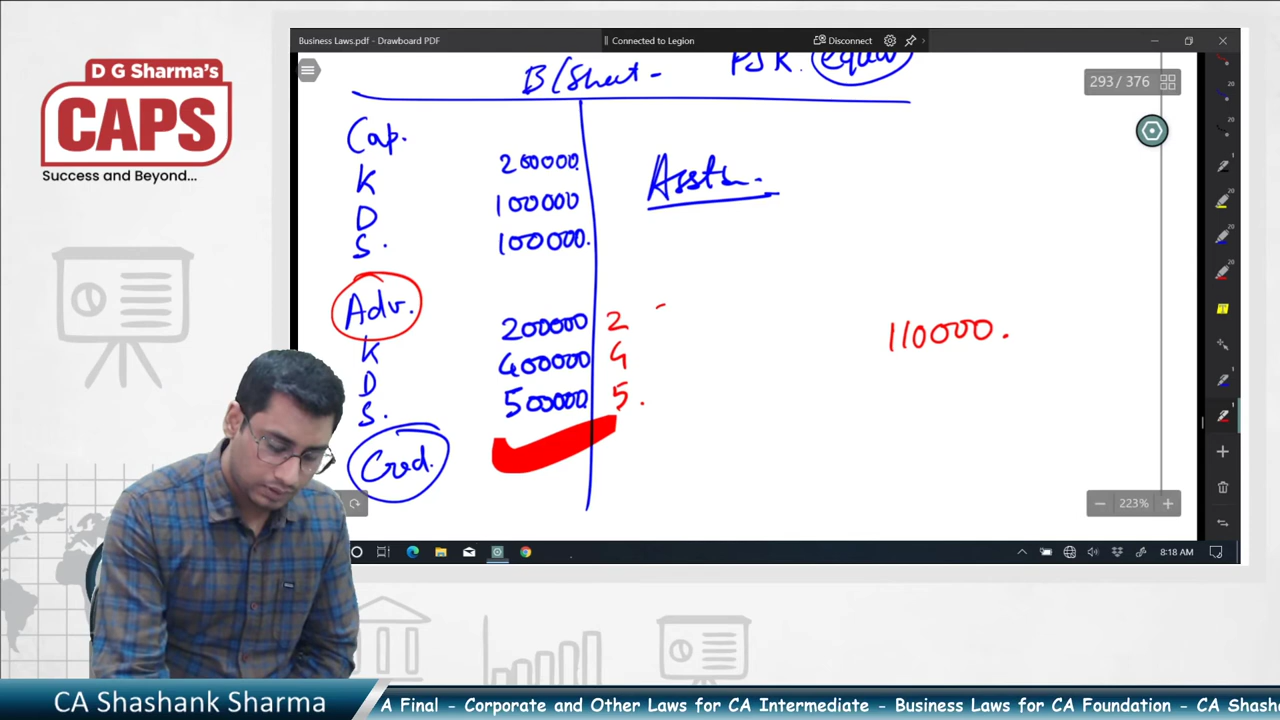 D G Sharma's
CAPS
Success and Beyond...
Business Laws.pdf - Drawboard PDF
Connected to Legion
Disconnect
B/Sheet -
PSR. equal
293 / 376
Cap.
K 200000.
D 100000
S. 100000.
Assets.
Adv.
K 200000 2
D 400000 4
S. 500000. 5.
110000.
Cred.
223%
8:18 AM
CA Shashank Sharma
A Final - Corporate and Other Laws for CA Intermediate - Business Laws for CA Foundation - CA Shasha